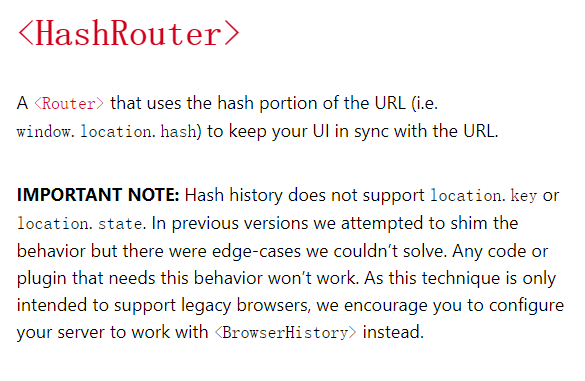 <HashRouter>
A <Router> that uses the hash portion of the URL (i.e.
window.location.hash) to keep your UI in sync with the URL.
IMPORTANT NOTE: Hash history does not support location.key or
location.state. In previous versions we attempted to shim the
behavior but there were edge-cases we couldn’t solve. Any code or
plugin that needs this behavior won’t work. As this technique is only
intended to support legacy browsers, we encourage you to configure
your server to work with <BrowserHistory> instead.